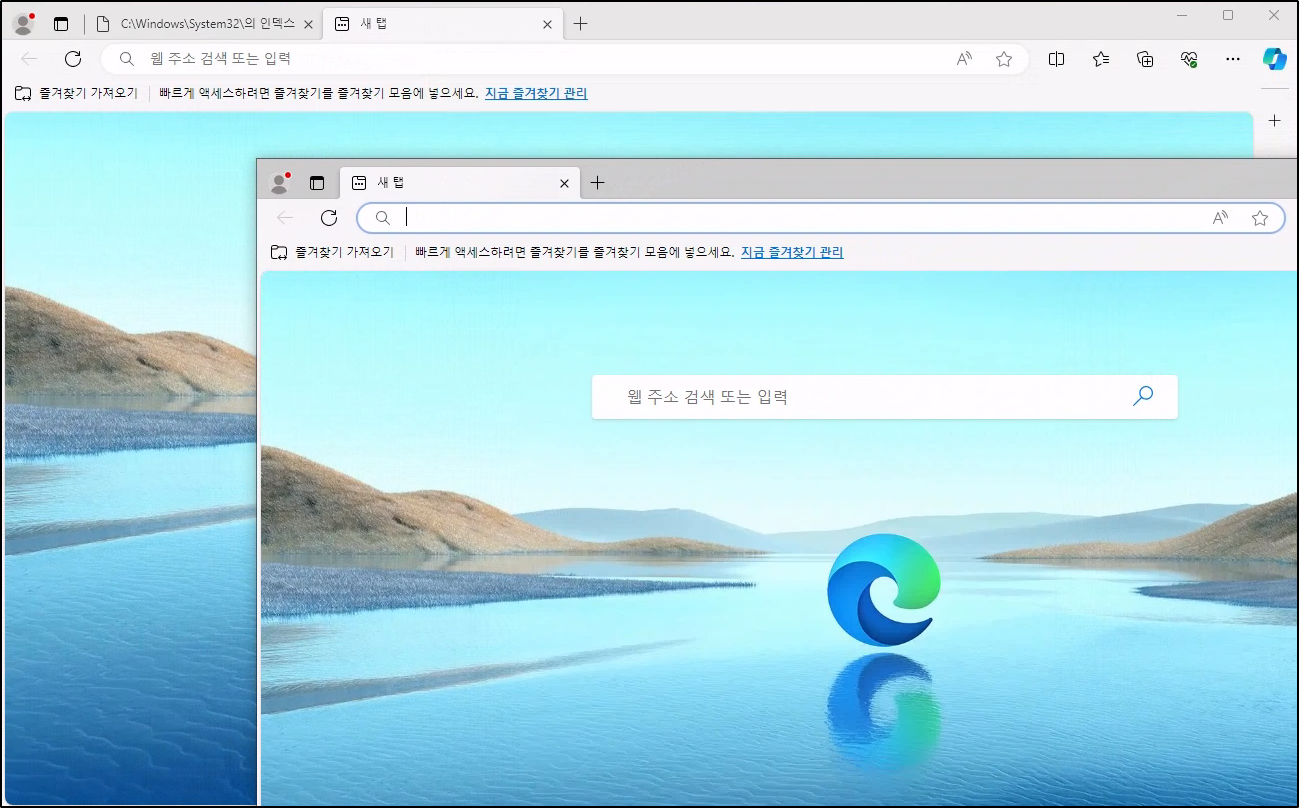 C:\Windows\System32\의 인덱스
새 탭
웹 주소 검색 또는 입력
즐겨찾기 가져오기
빠르게 액세스하려면 즐겨찾기를 즐겨찾기 모음에 넣으세요. 지금 즐겨찾기 관리
새 탭
즐겨찾기 가져오기
빠르게 액세스하려면 즐겨찾기를 즐겨찾기 모음에 넣으세요. 지금 즐겨찾기 관리
웹 주소 검색 또는 입력